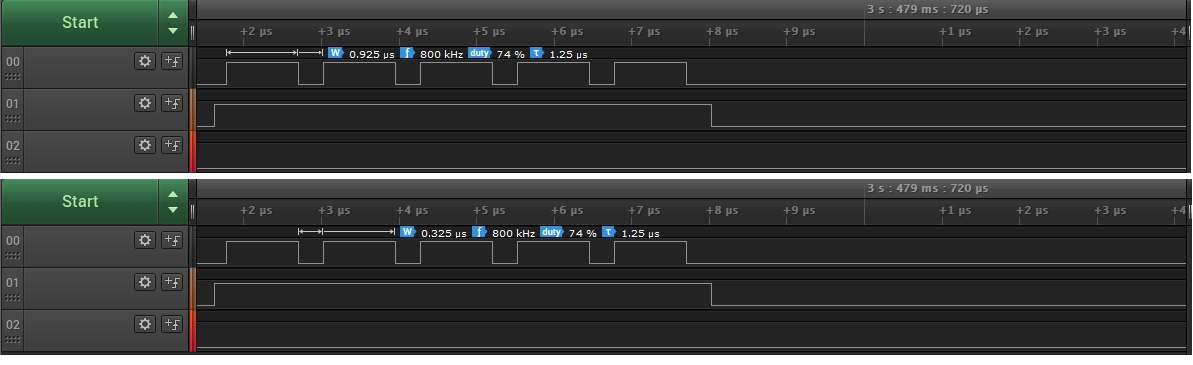 3 s : 479 ms : 720 µs
Start
+2 µs +3 µs +4 µs +5 µs +6 µs +7 µs +8 µs +9 µs +1 µs +2 µs +3 µs +4
00 W 0.925 µs f 800 kHz duty 74 % T 1.25 µs
01
02
3 s : 479 ms : 720 µs
Start
+2 µs +3 µs +4 µs +5 µs +6 µs +7 µs +8 µs +9 µs +1 µs +2 µs +3 µs +4
00 W 0.325 µs f 800 kHz duty 74 % T 1.25 µs
01
02